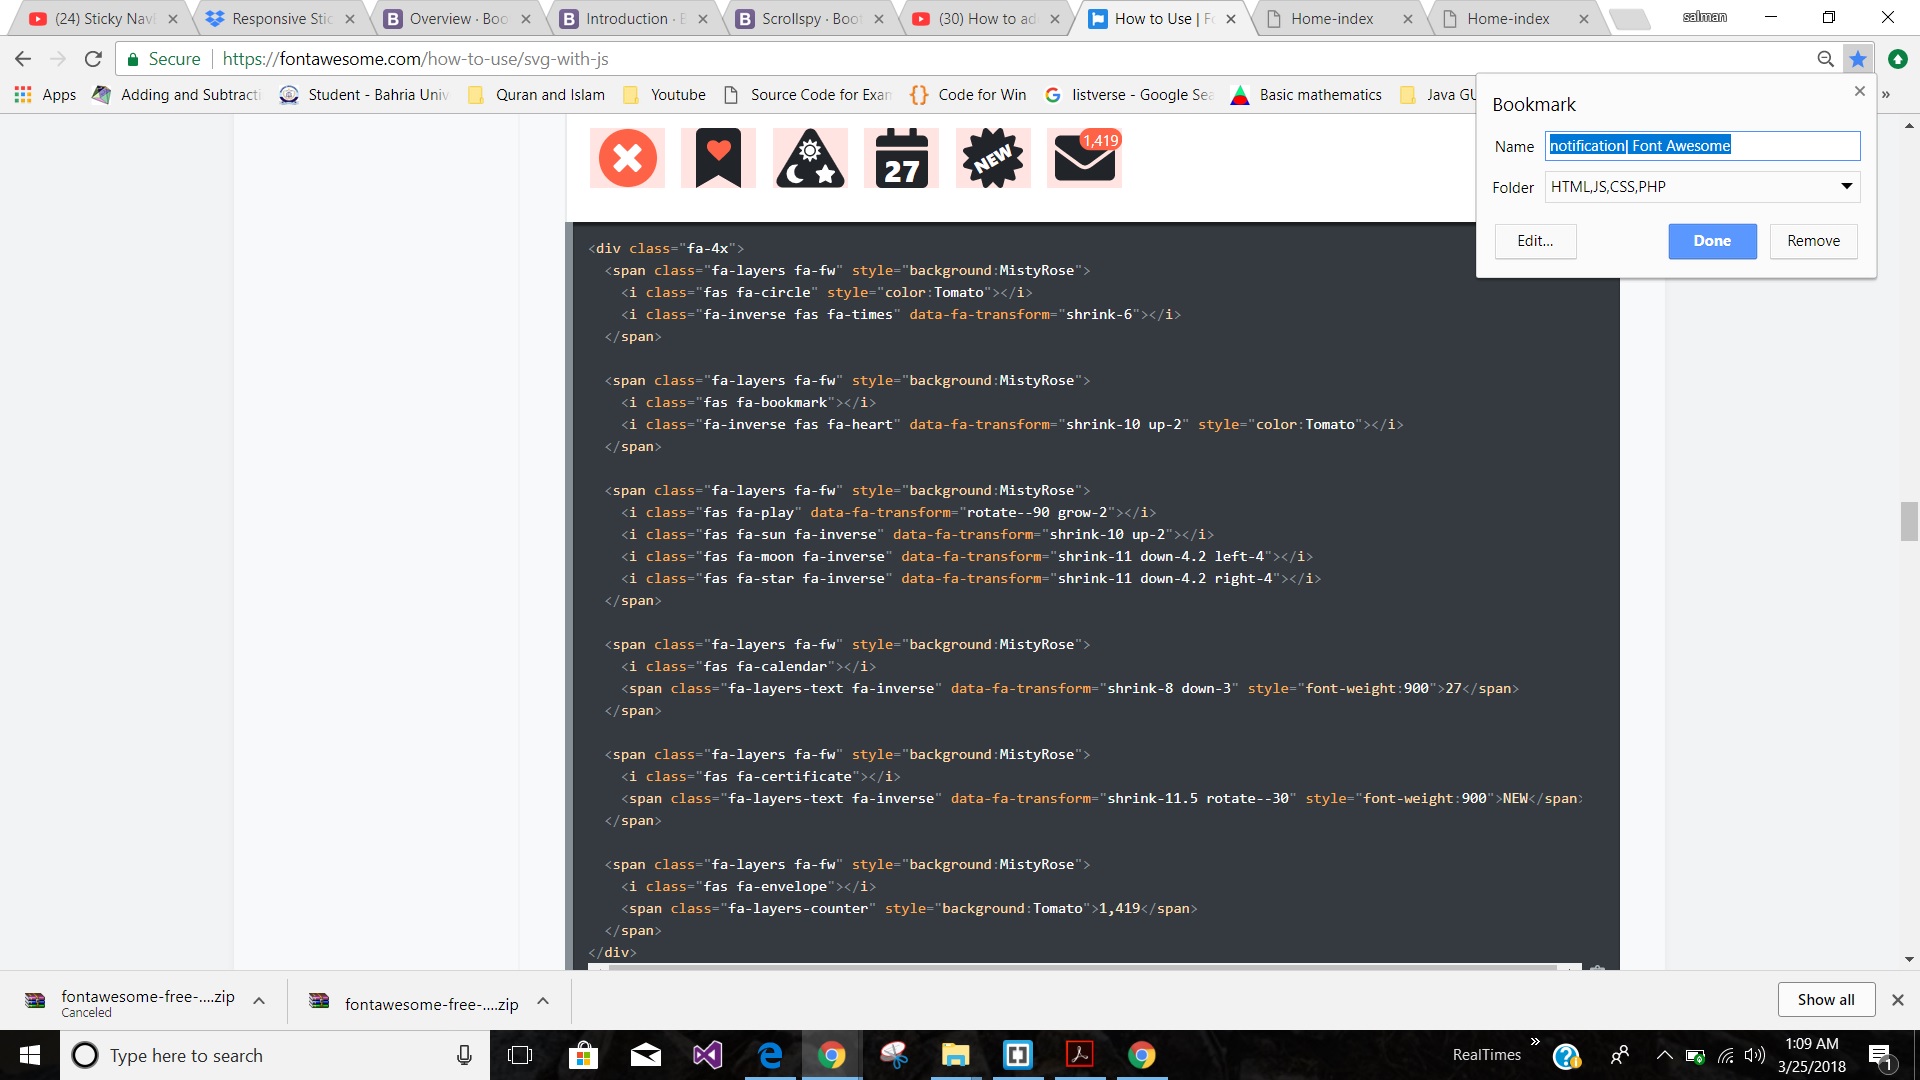 (24) Sticky Nav
Responsive Stic
Overview · Boo
Introduction ·
Scrollspy · Boo
(30) How to ad
How to Use | F
Home-index
Home-index
salman
Secure
https://fontawesome.com/how-to-use/svg-with-js
Apps
Adding and Subtracti
Student - Bahria Univ
Quran and Islam
Youtube
Source Code for Exam
Code for Win
listverse - Google Sea
Basic mathematics
Java GU
»
Bookmark
Name
notification| Font Awesome
Folder
HTML,JS,CSS,PHP
Edit...
Done
Remove
27
NEW
1,419
<div class="fa-4x">
<span class="fa-layers fa-fw" style="background:MistyRose">
<i class="fas fa-circle" style="color:Tomato"></i>
<i class="fa-inverse fas fa-times" data-fa-transform="shrink-6"></i>
</span>
<span class="fa-layers fa-fw" style="background:MistyRose">
<i class="fas fa-bookmark"></i>
<i class="fa-inverse fas fa-heart" data-fa-transform="shrink-10 up-2" style="color:Tomato"></i>
</span>
<span class="fa-layers fa-fw" style="background:MistyRose">
<i class="fas fa-play" data-fa-transform="rotate--90 grow-2"></i>
<i class="fas fa-sun fa-inverse" data-fa-transform="shrink-10 up-2"></i>
<i class="fas fa-moon fa-inverse" data-fa-transform="shrink-11 down-4.2 left-4"></i>
<i class="fas fa-star fa-inverse" data-fa-transform="shrink-11 down-4.2 right-4"></i>
</span>
<span class="fa-layers fa-fw" style="background:MistyRose">
<i class="fas fa-calendar"></i>
<span class="fa-layers-text fa-inverse" data-fa-transform="shrink-8 down-3" style="font-weight:900">27</span>
</span>
<span class="fa-layers fa-fw" style="background:MistyRose">
<i class="fas fa-certificate"></i>
<span class="fa-layers-text fa-inverse" data-fa-transform="shrink-11.5 rotate--30" style="font-weight:900">NEW</span>
</span>
<span class="fa-layers fa-fw" style="background:MistyRose">
<i class="fas fa-envelope"></i>
<span class="fa-layers-counter" style="background:Tomato">1,419</span>
</span>
</div>
fontawesome-free-....zip
Canceled
fontawesome-free-....zip
Show all
Type here to search
RealTimes
»
1:09 AM
3/25/2018
1